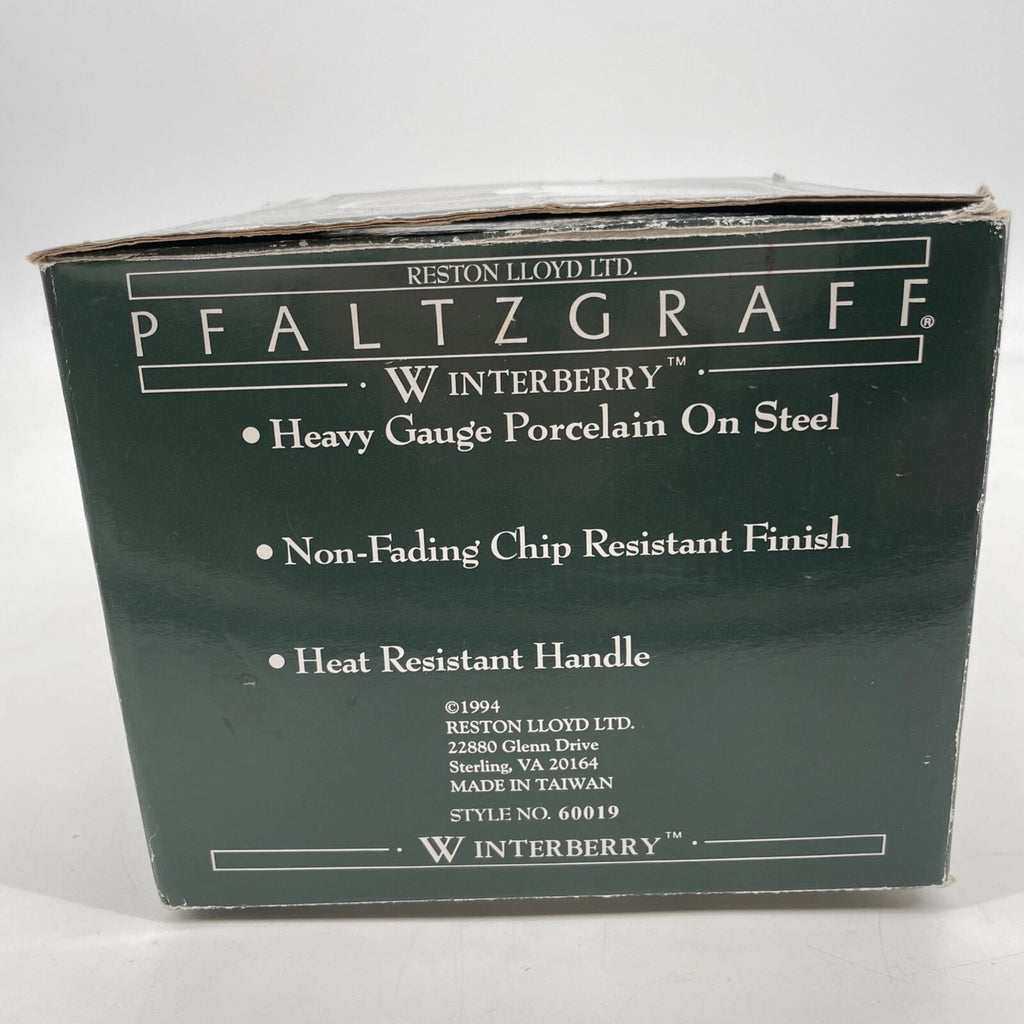 RESTON LLOYD LTD.
PFALTZGRAFF®
· WINTERBERRY™ ·
• Heavy Gauge Porcelain On Steel
• Non-Fading Chip Resistant Finish
• Heat Resistant Handle
©1994
RESTON LLOYD LTD.
22880 Glenn Drive
Sterling, VA 20164
MADE IN TAIWAN
STYLE NO. 60019
· WINTERBERRY™ ·